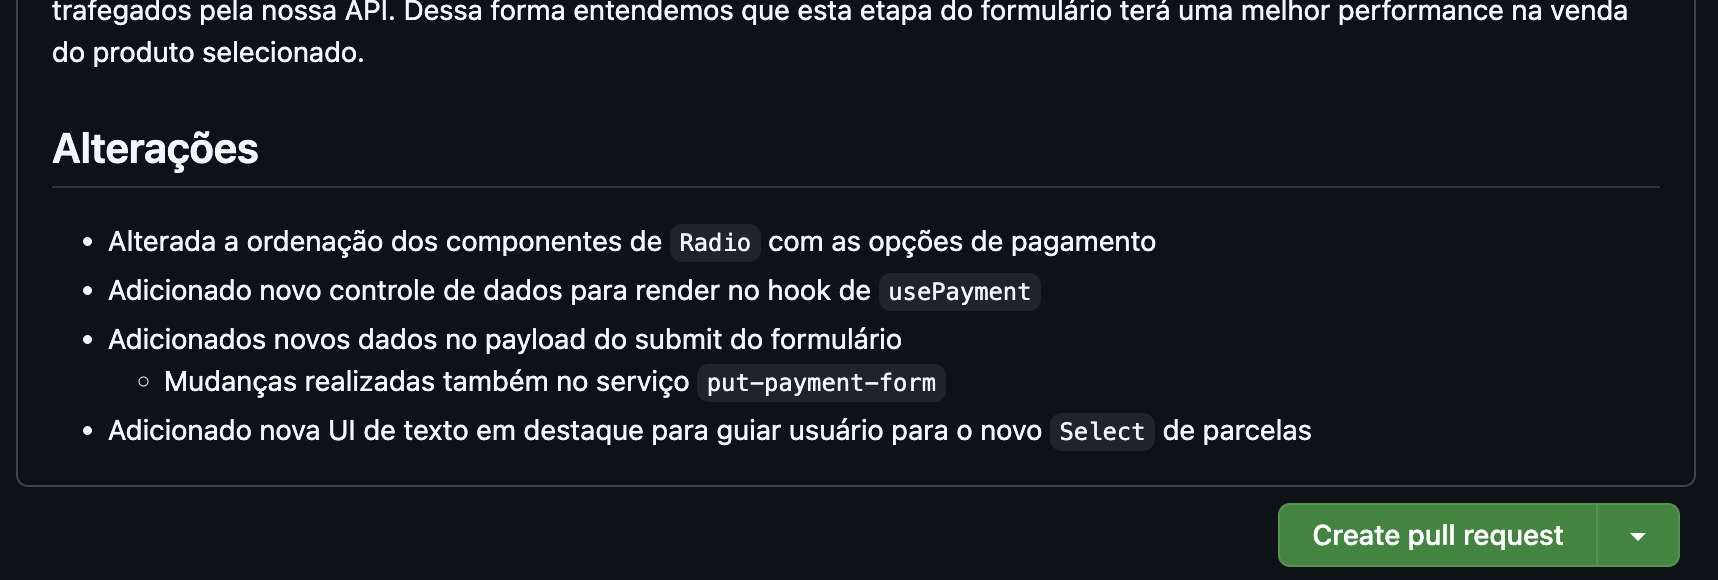 trafegados pela nossa API. Dessa forma entendemos que esta etapa do formulário terá uma melhor performance na venda
do produto selecionado.
Alterações
Alterada a ordenação dos componentes de Radio com as opções de pagamento
Adicionado novo controle de dados para render no hook de usePayment
Adicionados novos dados no payload do submit do formulário
Mudanças realizadas também no serviço put-payment-form
Adicionado nova UI de texto em destaque para guiar usuário para o novo Select de parcelas
Create pull request